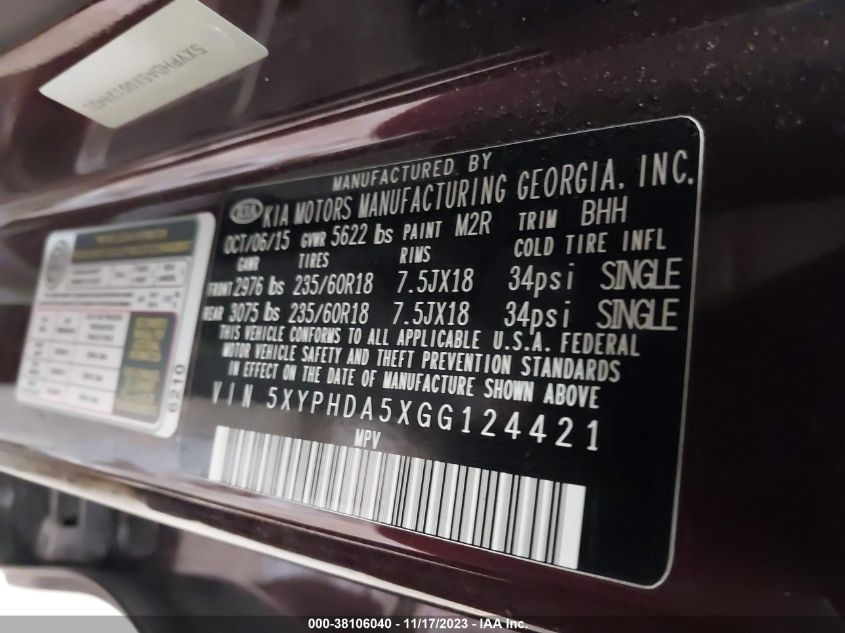 MANUFACTURED BY
KIA KIA MOTORS MANUFACTURING GEORGIA, INC.
OCT/06/15 GVWR 5622 lbs PAINT M2R TRIM BHH
GAWR TIRES RIMS COLD TIRE INFL
FRONT 2976 lbs 235/60R18 7.5JX18 34psi SINGLE
REAR 3075 lbs 235/60R18 7.5JX18 34psi SINGLE
THIS VEHICLE CONFORMS TO ALL APPLICABLE U.S.A. FEDERAL
MOTOR VEHICLE SAFETY AND THEFT PREVENTION STANDARDS
IN EFFECT ON THE DATE OF MANUFACTURE SHOWN ABOVE
VIN 5XYPHDA5XGG124421
MPV
6210
000-38106040 - 11/17/2023 - IAA Inc.